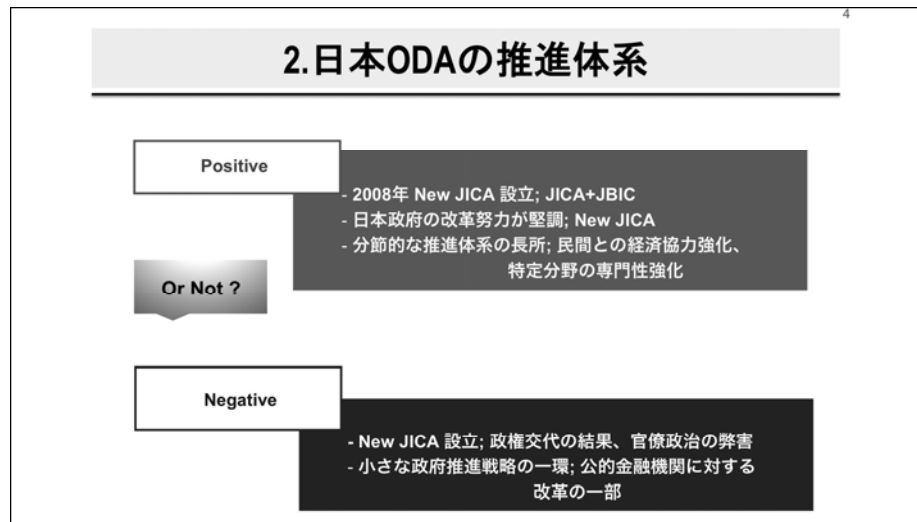 4
2.日本ODAの推進体系
Positive
- 2008年 New JICA 設立; JICA+JBIC
- 日本政府の改革努力が堅調; New JICA
- 分節的な推進体系の長所; 民間との経済協力強化、
特定分野の専門性強化
Or Not ?
Negative
- New JICA 設立; 政権交代の結果、官僚政治の弊害
- 小さな政府推進戦略の一環; 公的金融機関に対する
改革の一部